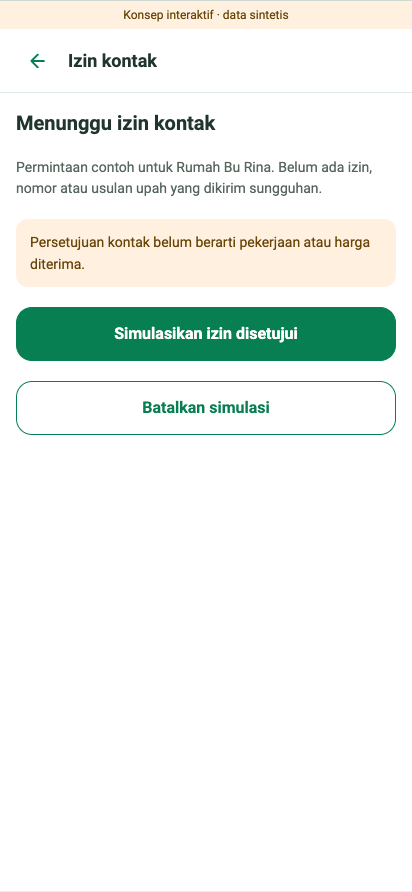 Konsep interaktif · data sintetis
Izin kontak
Menunggu izin kontak
Permintaan contoh untuk Rumah Bu Rina. Belum ada izin,
nomor atau usulan upah yang dikirim sungguhan.
Persetujuan kontak belum berarti pekerjaan atau harga
diterima.
Simulasikan izin disetujui
Batalkan simulasi